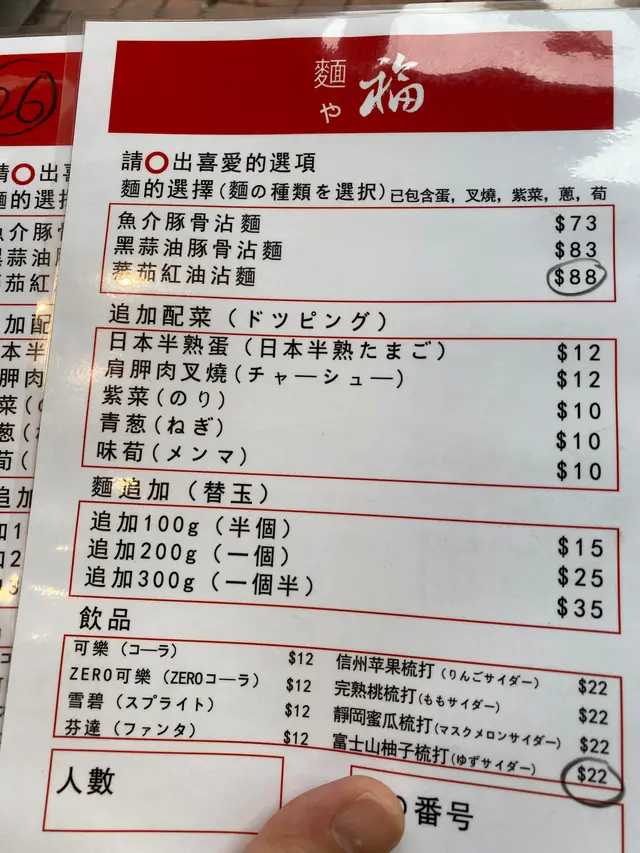 麵や 福
請〇出喜愛的選項
麵的選擇(麵の種類を選択)已包含蛋，叉燒，紫菜，蔥，荀
魚介豚骨沾麵 $73
黑蒜油豚骨沾麵 $83
蕃茄紅油沾麵 $88
追加配菜（ドツピング）
日本半熟蛋（日本半熟たまご） $12
肩胛肉叉燒(チャーシュー) $12
紫菜(のり) $10
青葱(ねぎ) $10
味荀(メンマ) $10
麵追加（替玉）
追加100g（半個） $15
追加200g（一個） $25
追加300g（一個半） $35
飲品
可樂（コーラ） $12
ZERO可樂（ZEROコーラ） $12
雪碧（スプライト） $12
芬達（ファンタ） $12
信州苹果梳打(りんごサイダー) $22
完熟桃梳打(ももサイダー) $22
靜岡蜜瓜梳打(マスクメロンサイダー) $22
富士山柚子梳打(ゆずサイダー) $22
人數
番号